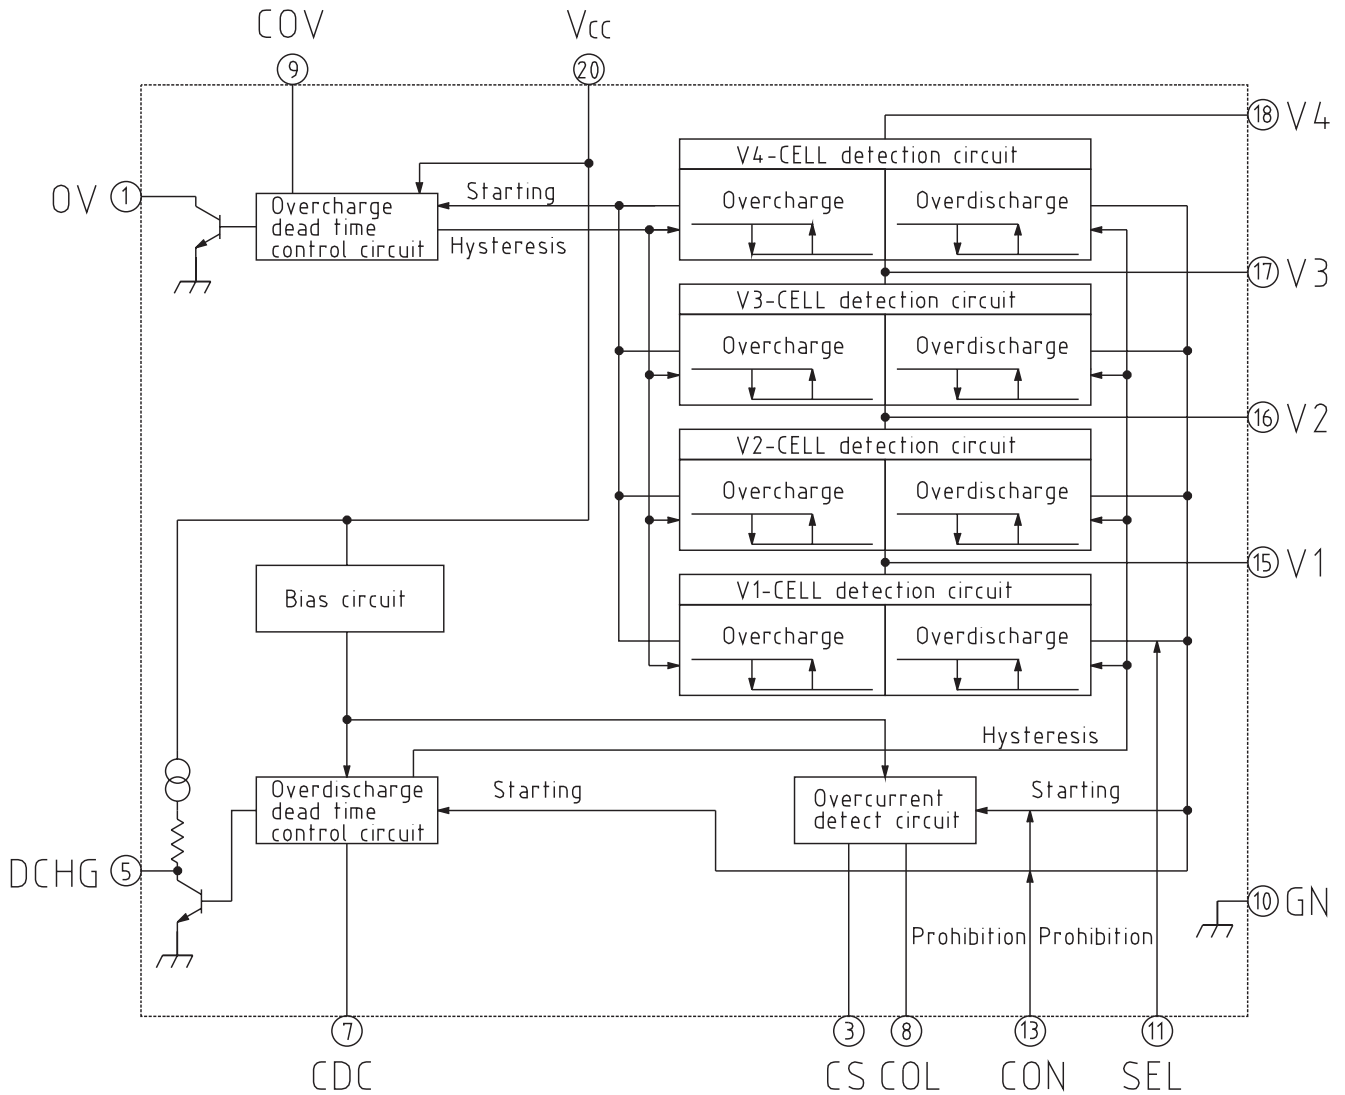 COV
Vcc
9
20
18 V4
V4-CELL detection circuit
OV 1
Starting
Overcharge
dead time
control circuit
Hysteresis
Overcharge
Overdischarge
17 V3
V3-CELL detection circuit
Overcharge
Overdischarge
16 V2
V2-CELL detection circuit
Overcharge
Overdischarge
15 V1
V1-CELL detection circuit
Bias circuit
Overcharge
Overdischarge
Hysteresis
Overdischarge
dead time
control circuit
Starting
Overcurrent
detect circuit
Starting
DCHG 5
10 GN
Prohibition
Prohibition
7
3
8
13
11
CDC
CS
COL
CON
SEL